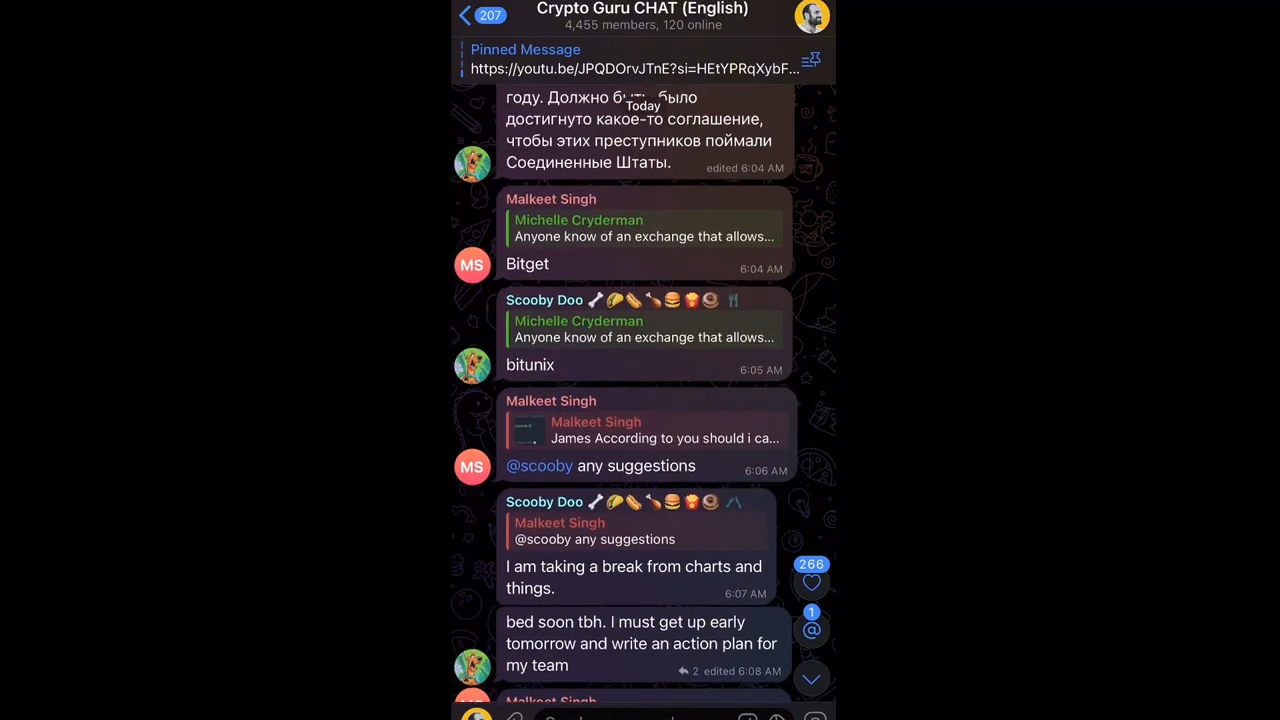 207
Crypto Guru CHAT (English)
4,455 members, 120 online
Pinned Message
https://youtu.be/JPQDOrvJTnE?si=HEtYPRqXybF...
году. Должно быть было
Today
достигнуто какое-то соглашение,
чтобы этих преступников поймали
Соединенные Штаты.
edited 6:04 AM
Malkeet Singh
Michelle Cryderman
Anyone know of an exchange that allows...
MS
Bitget
6:04 AM
Scooby Doo 🦴🌮🌭🍗🍔🍟🍩🍴
Michelle Cryderman
Anyone know of an exchange that allows...
bitunix
6:05 AM
Malkeet Singh
Malkeet Singh
James According to you should i ca...
MS
@scooby any suggestions
6:06 AM
Scooby Doo 🦴🌮🌭🍗🍔🍟🍩
Malkeet Singh
@scooby any suggestions
I am taking a break from charts and
things.
6:07 AM
266
1
bed soon tbh. I must get up early
tomorrow and write an action plan for
my team
2 edited 6:08 AM
Malkeet Singh